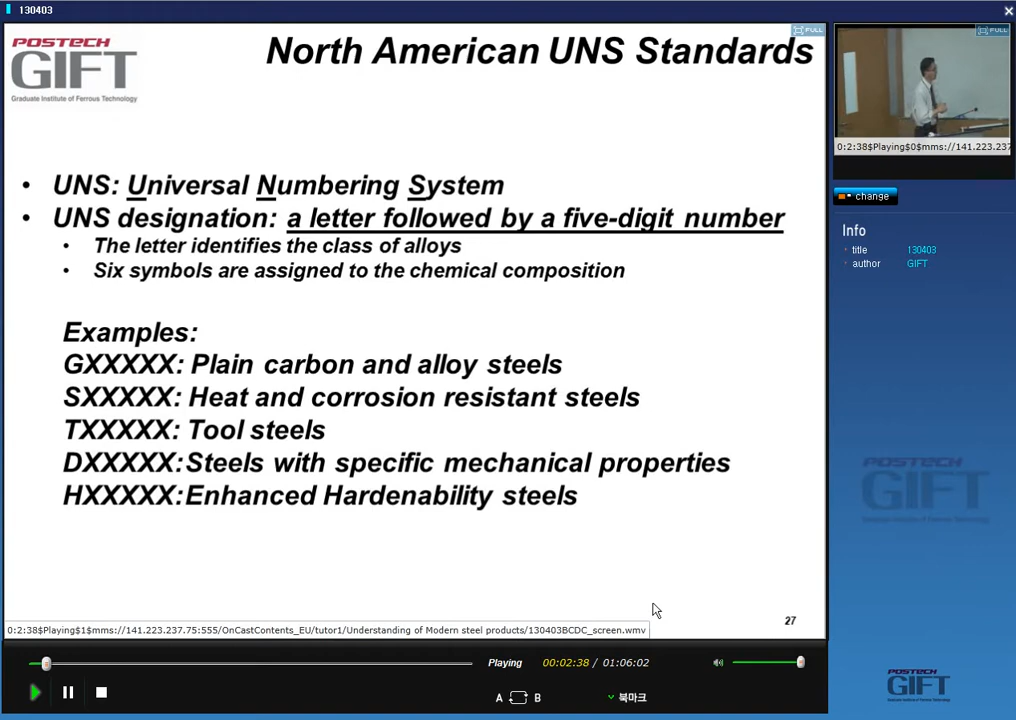 130403
POSTECH
GIFT
Graduate Institute of Ferrous Technology
North American UNS Standards
FULL
• UNS: Universal Numbering System
• UNS designation: a letter followed by a five-digit number
• The letter identifies the class of alloys
• Six symbols are assigned to the chemical composition
Examples:
GXXXXX: Plain carbon and alloy steels
SXXXXX: Heat and corrosion resistant steels
TXXXXX: Tool steels
DXXXXX:Steels with specific mechanical properties
HXXXXX:Enhanced Hardenability steels
27
0:2:38$Playing$1$mms://141.223.237.75:555/OnCastContents_EU/tutor1/Understanding of Modern steel products/130403BCDC_screen.wmv
Playing 00:02:38 / 01:06:02
A B 북마크
FULL
0:2:38$Playing$0$mms://141.223.237
change
Info
title 130403
author GIFT
POSTECH
GIFT
POSTECH
GIFT